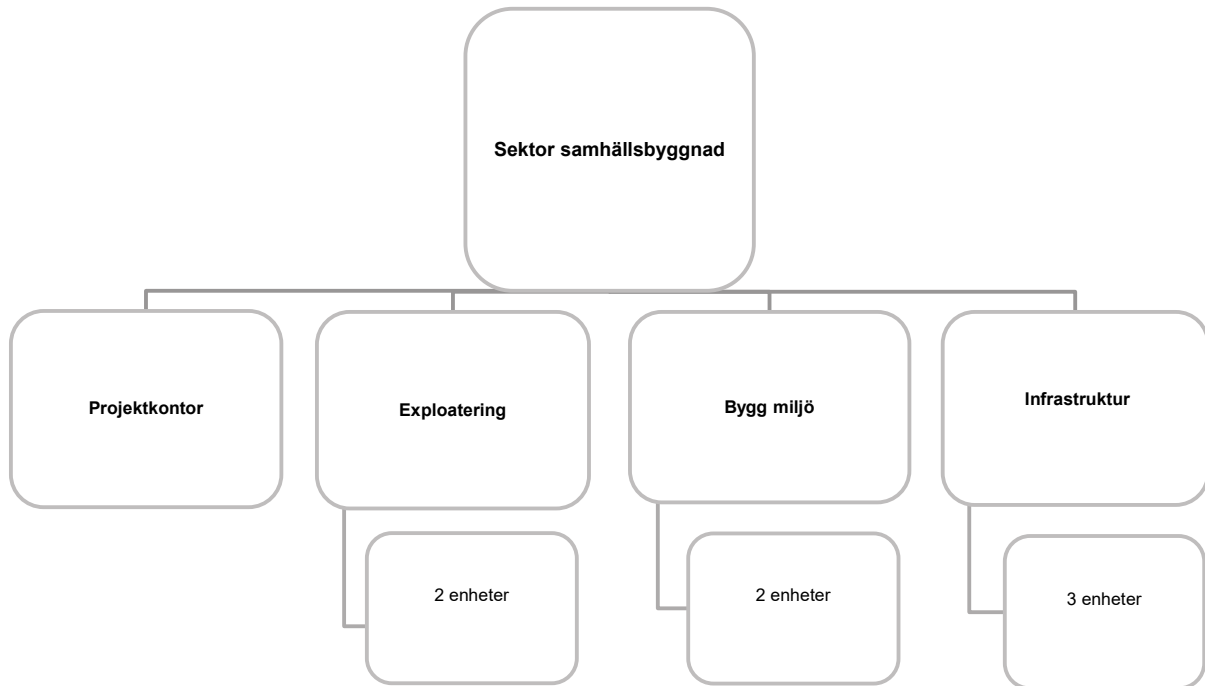 Sektor samhällsbyggnad
Projektkontor
Exploatering
Bygg miljö
Infrastruktur
2 enheter
2 enheter
3 enheter